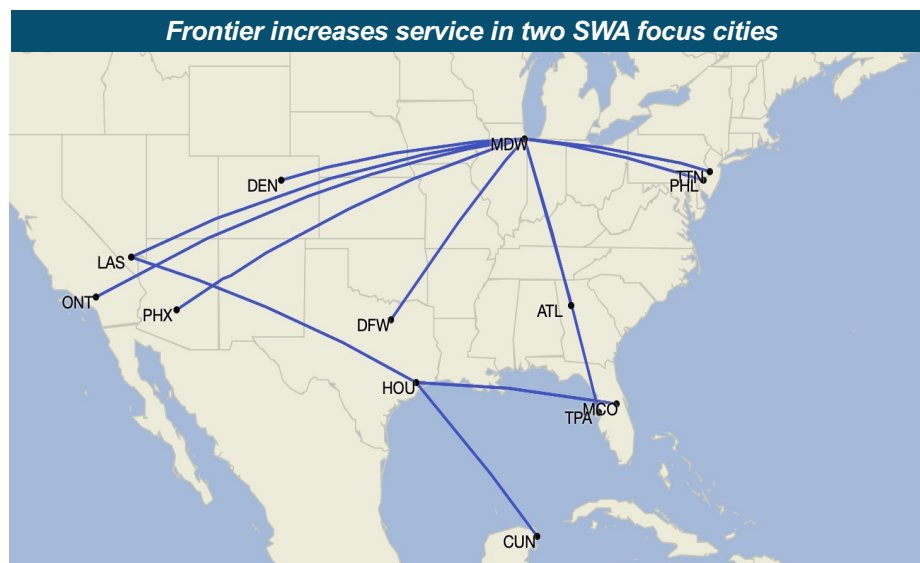 Frontier increases service in two SWA focus cities
MDW
DEN
TTN
PHL
LAS
ONT
PHX
DFW
ATL
HOU
MCO
TPA
CUN